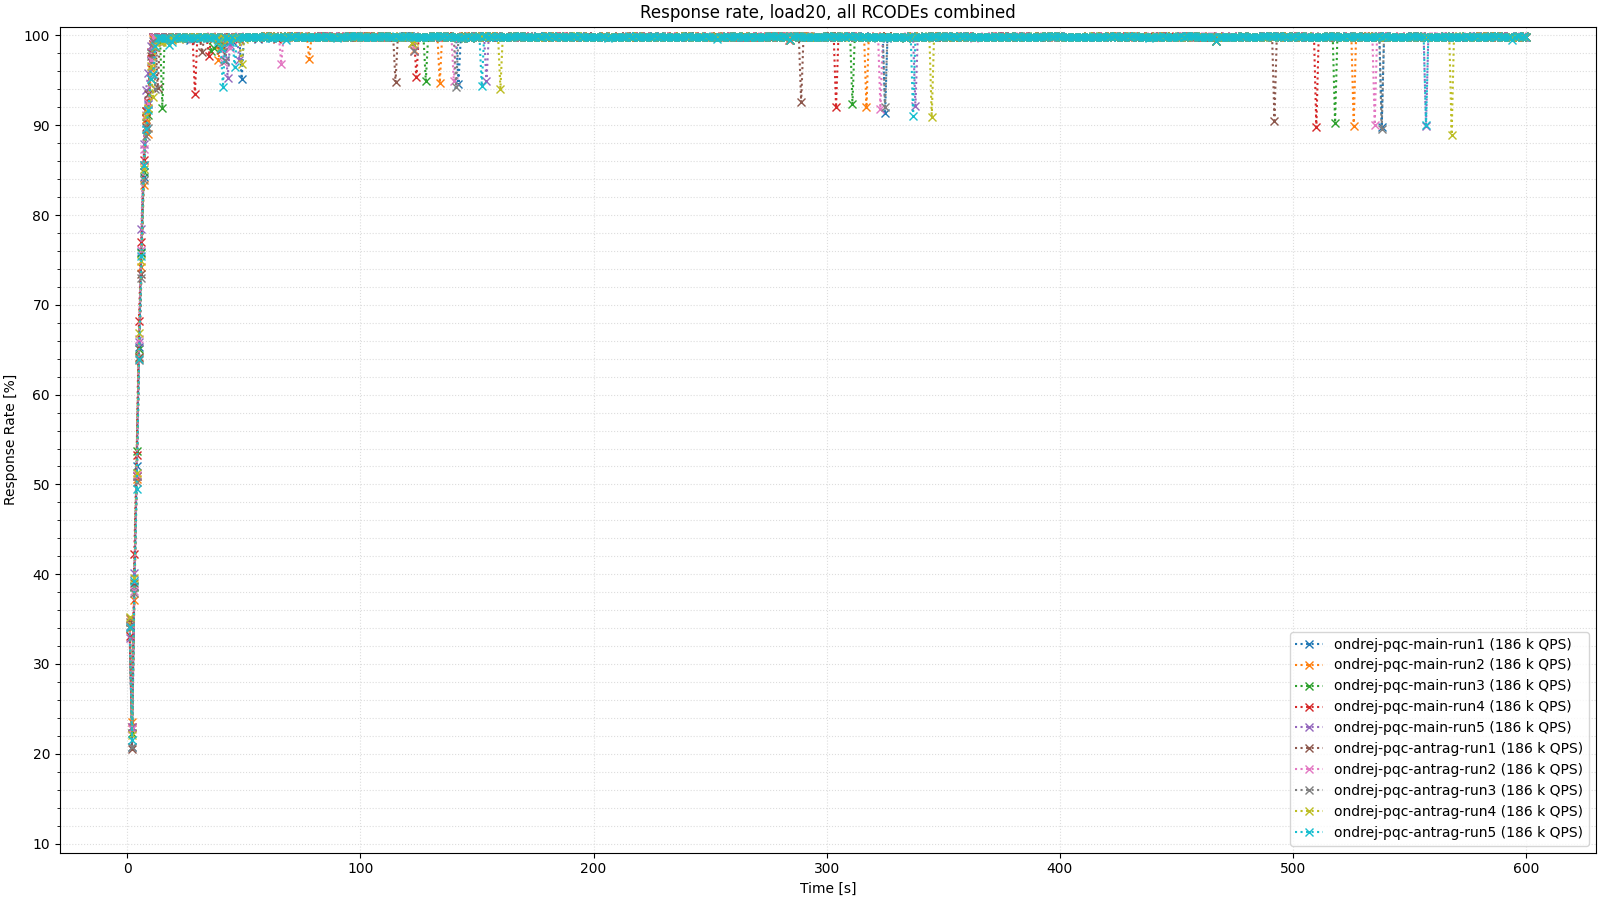 Response rate, load20, all RCODEs combined
Response Rate [%]
100
90
80
70
60
50
40
30
20
10
0
100
200
300
400
500
600
Time [s]
ondrej-pqc-main-run1 (186 k QPS)
ondrej-pqc-main-run2 (186 k QPS)
ondrej-pqc-main-run3 (186 k QPS)
ondrej-pqc-main-run4 (186 k QPS)
ondrej-pqc-main-run5 (186 k QPS)
ondrej-pqc-antrag-run1 (186 k QPS)
ondrej-pqc-antrag-run2 (186 k QPS)
ondrej-pqc-antrag-run3 (186 k QPS)
ondrej-pqc-antrag-run4 (186 k QPS)
ondrej-pqc-antrag-run5 (186 k QPS)